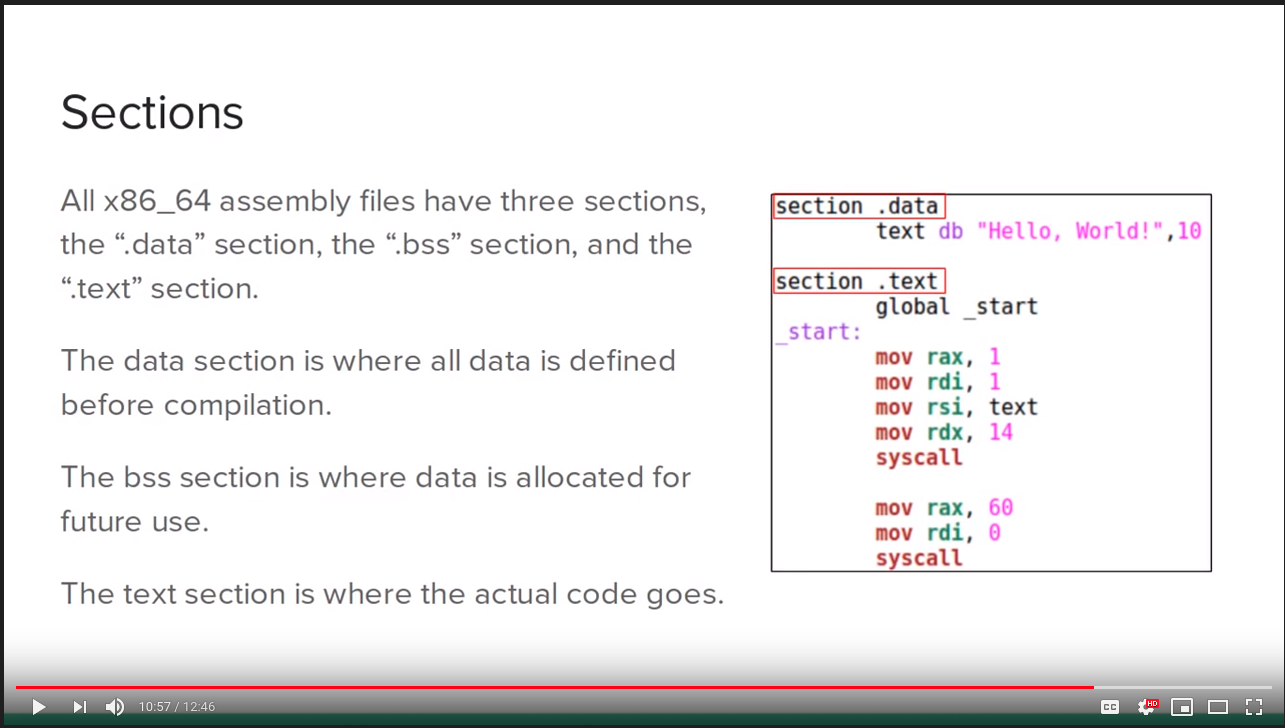 Sections
All x86_64 assembly files have three sections,
the “.data” section, the “.bss” section, and the
“.text” section.
The data section is where all data is defined
before compilation.
The bss section is where data is allocated for
future use.
The text section is where the actual code goes.
section .data
text db "Hello, World!",10
section .text
global _start
_start:
mov rax, 1
mov rdi, 1
mov rsi, text
mov rdx, 14
syscall
mov rax, 60
mov rdi, 0
syscall
10:57 / 12:46
CC
HD